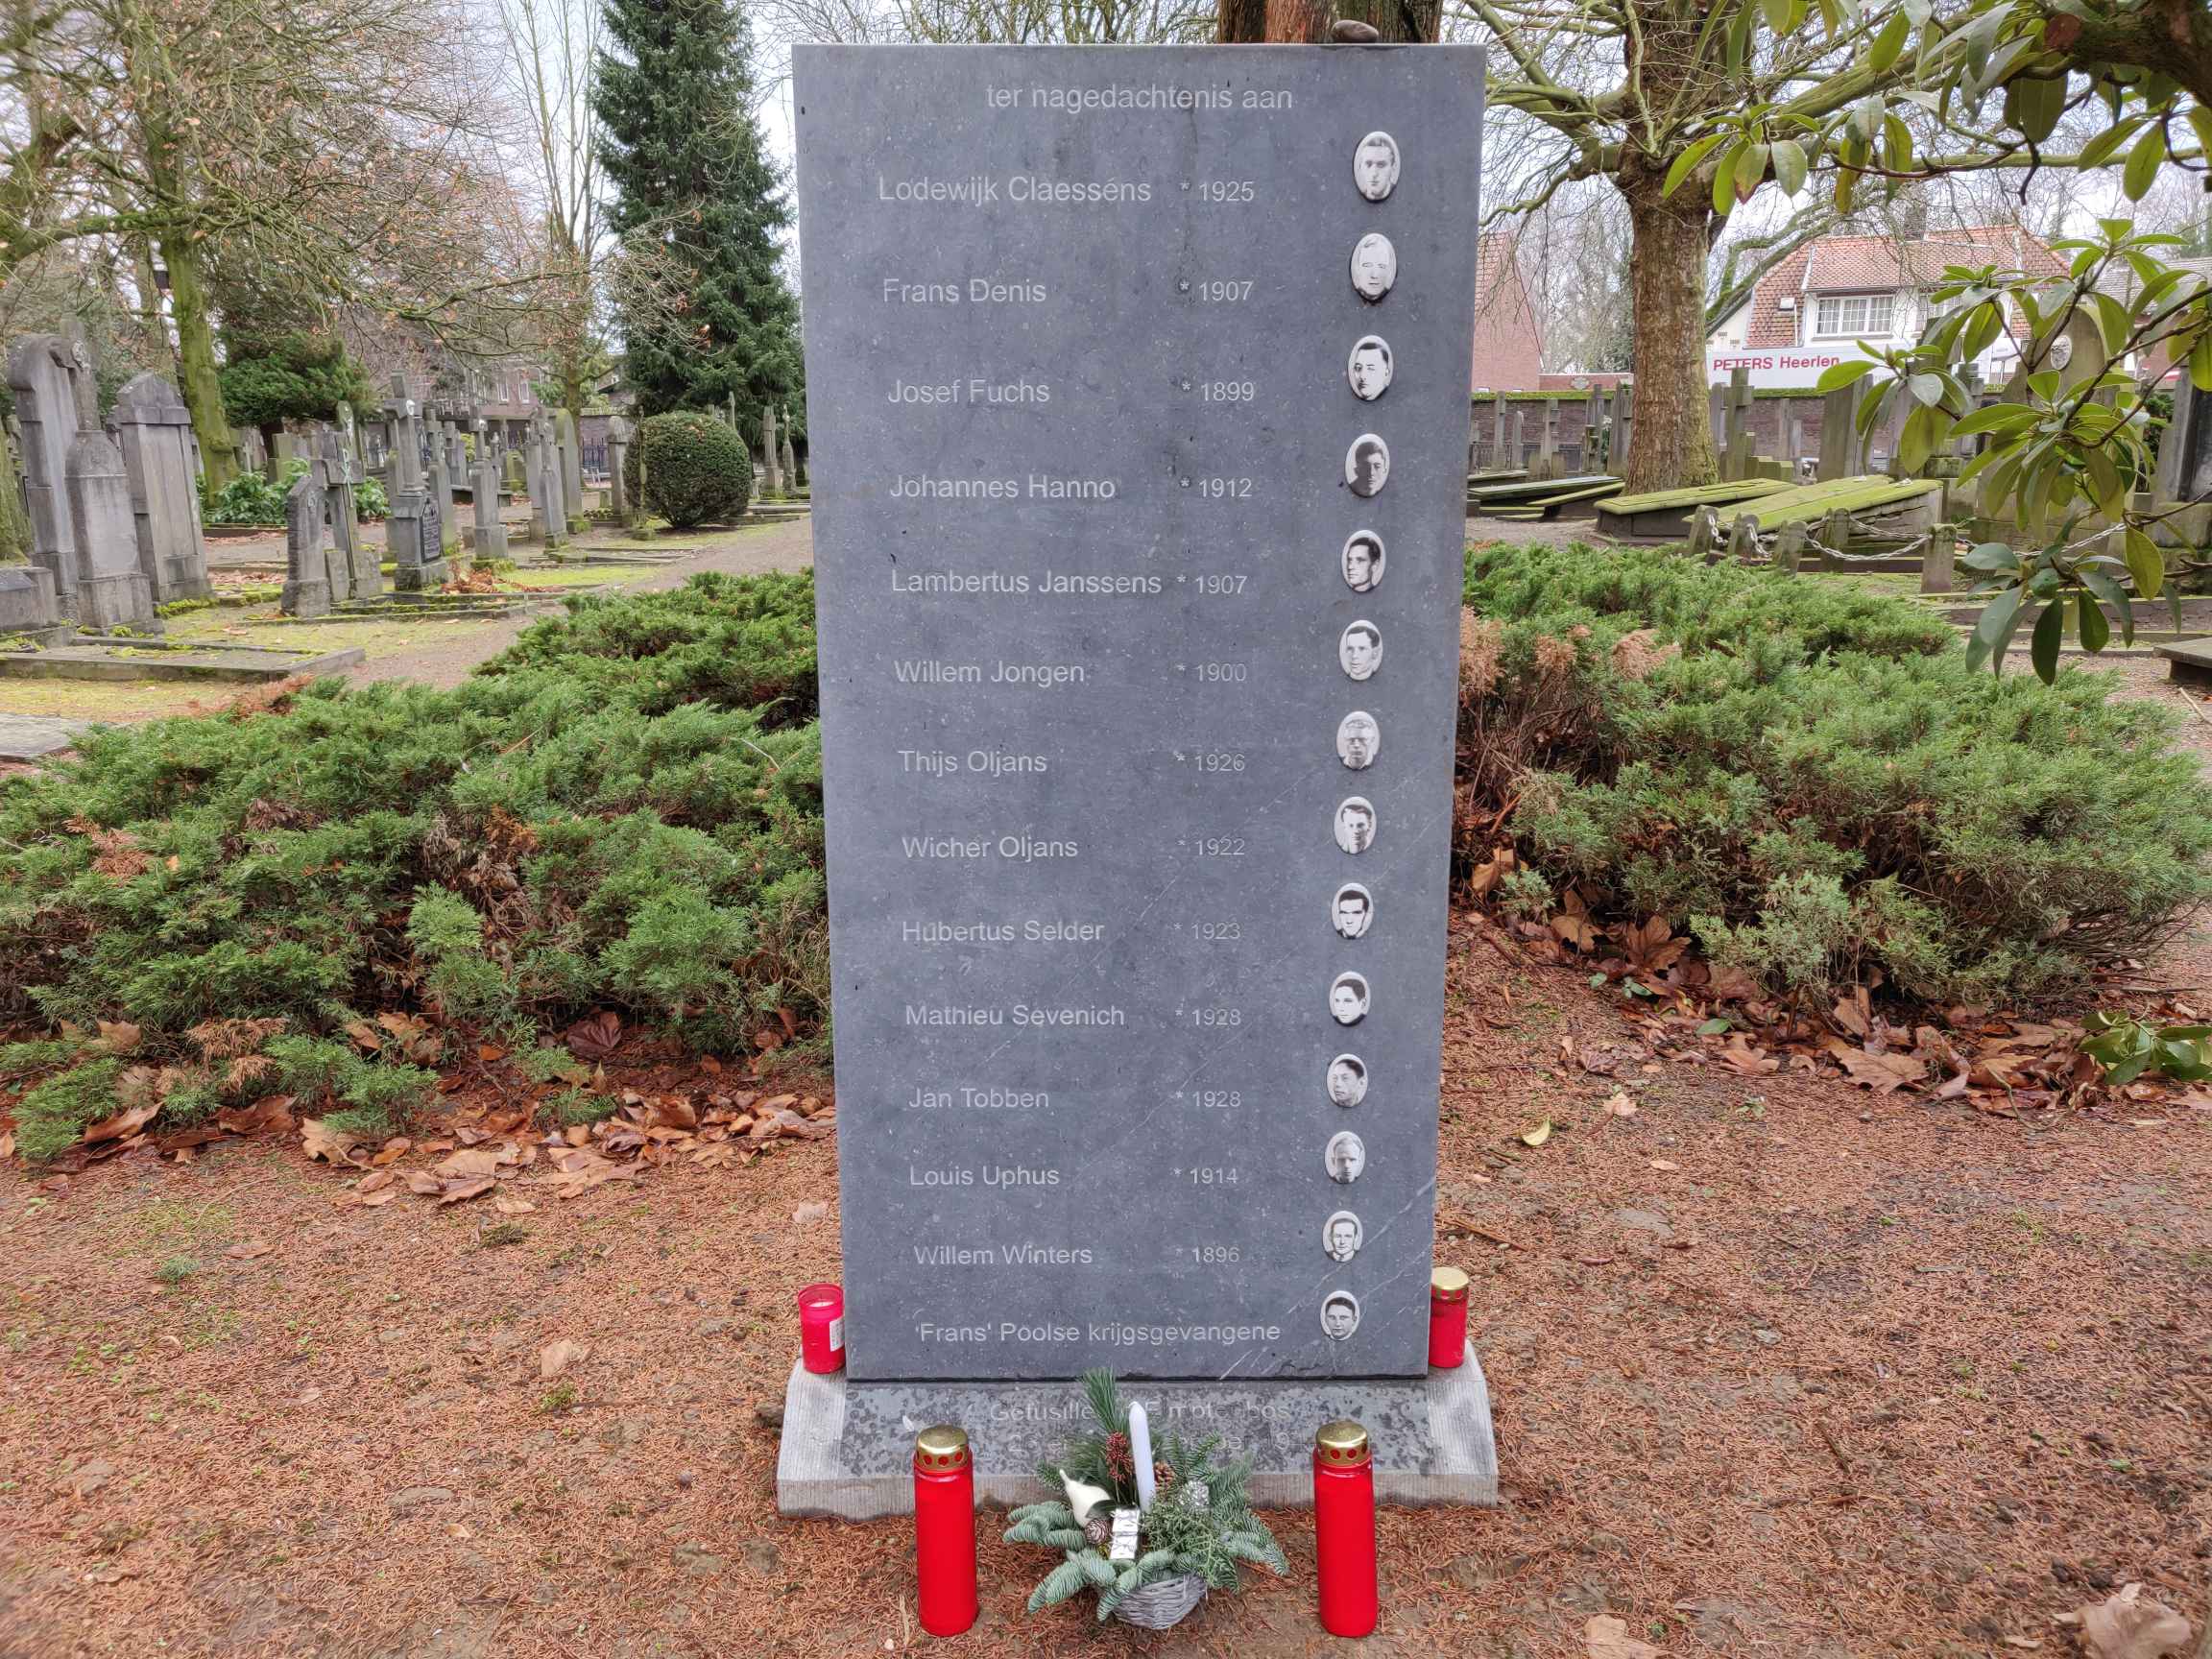 ter nagedachtenis aan
Lodewijk Claesséns * 1925
Frans Denis * 1907
Josef Fuchs * 1899
Johannes Hanno * 1912
Lambertus Janssens * 1907
Willem Jongen * 1900
Thijs Oljans * 1926
Wicher Oljans * 1922
Hubertus Selder * 1923
Mathieu Sevenich * 1928
Jan Tobben * 1928
Louis Uphus * 1914
Willem Winters * 1896
'Frans' Poolse krijgsgevangene
PETERS Heerlen